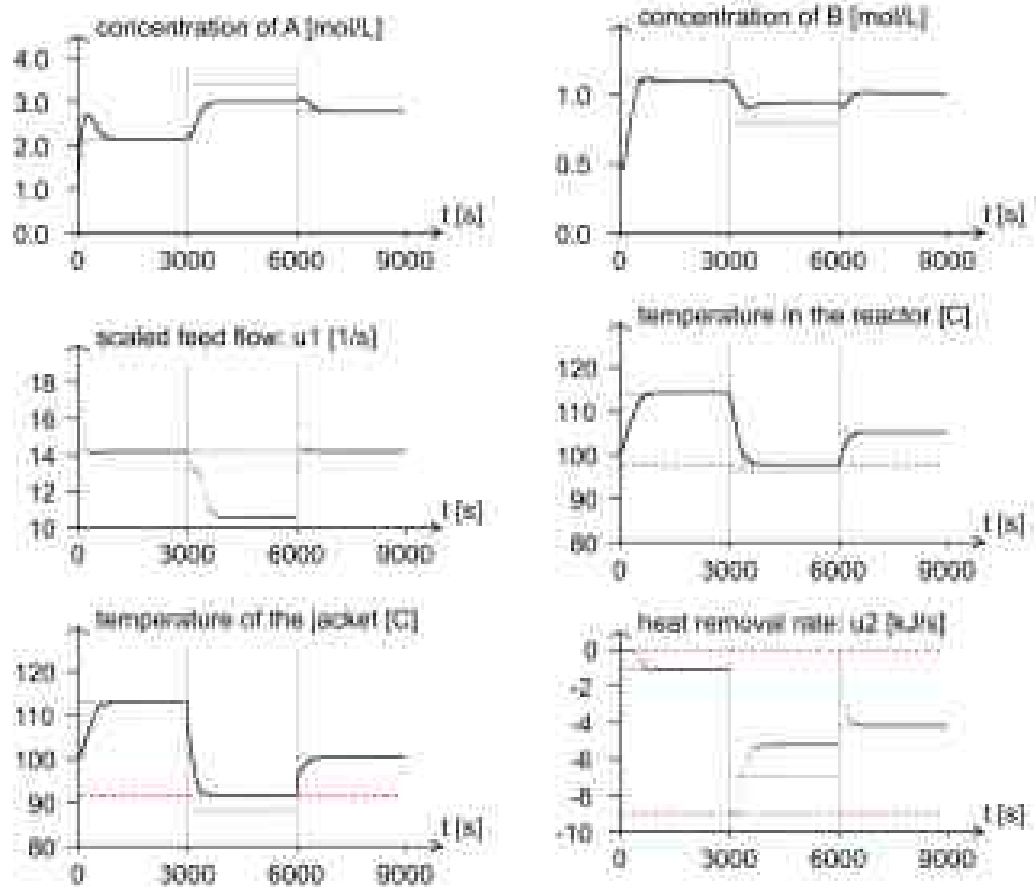 concentration of A [mol/L]
4.0
3.0
2.0
1.0
0.0
t [s]
0 3000 6000 9000
concentration of B [mol/L]
1.0
0.5
0.0
t [s]
0 3000 6000 9000
scaled feed flow: u1 [1/s]
18
16
14
12
10
t [s]
0 3000 6000 9000
temperature in the reactor [C]
120
110
100
90
80
t [s]
0 3000 6000 9000
temperature of the jacket [C]
120
110
100
90
80
t [s]
0 3000 6000 9000
heat removal rate: u2 [kJ/s]
0
-2
-4
-6
-8
-10
t [s]
0 3000 6000 9000